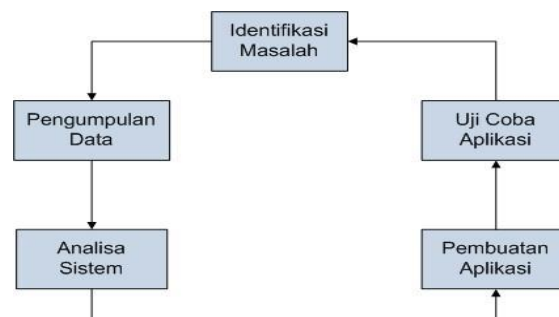 Identifikasi
Masalah
Pengumpulan
Data
Uji Coba
Aplikasi
Analisa
Sistem
Pembuatan
Aplikasi